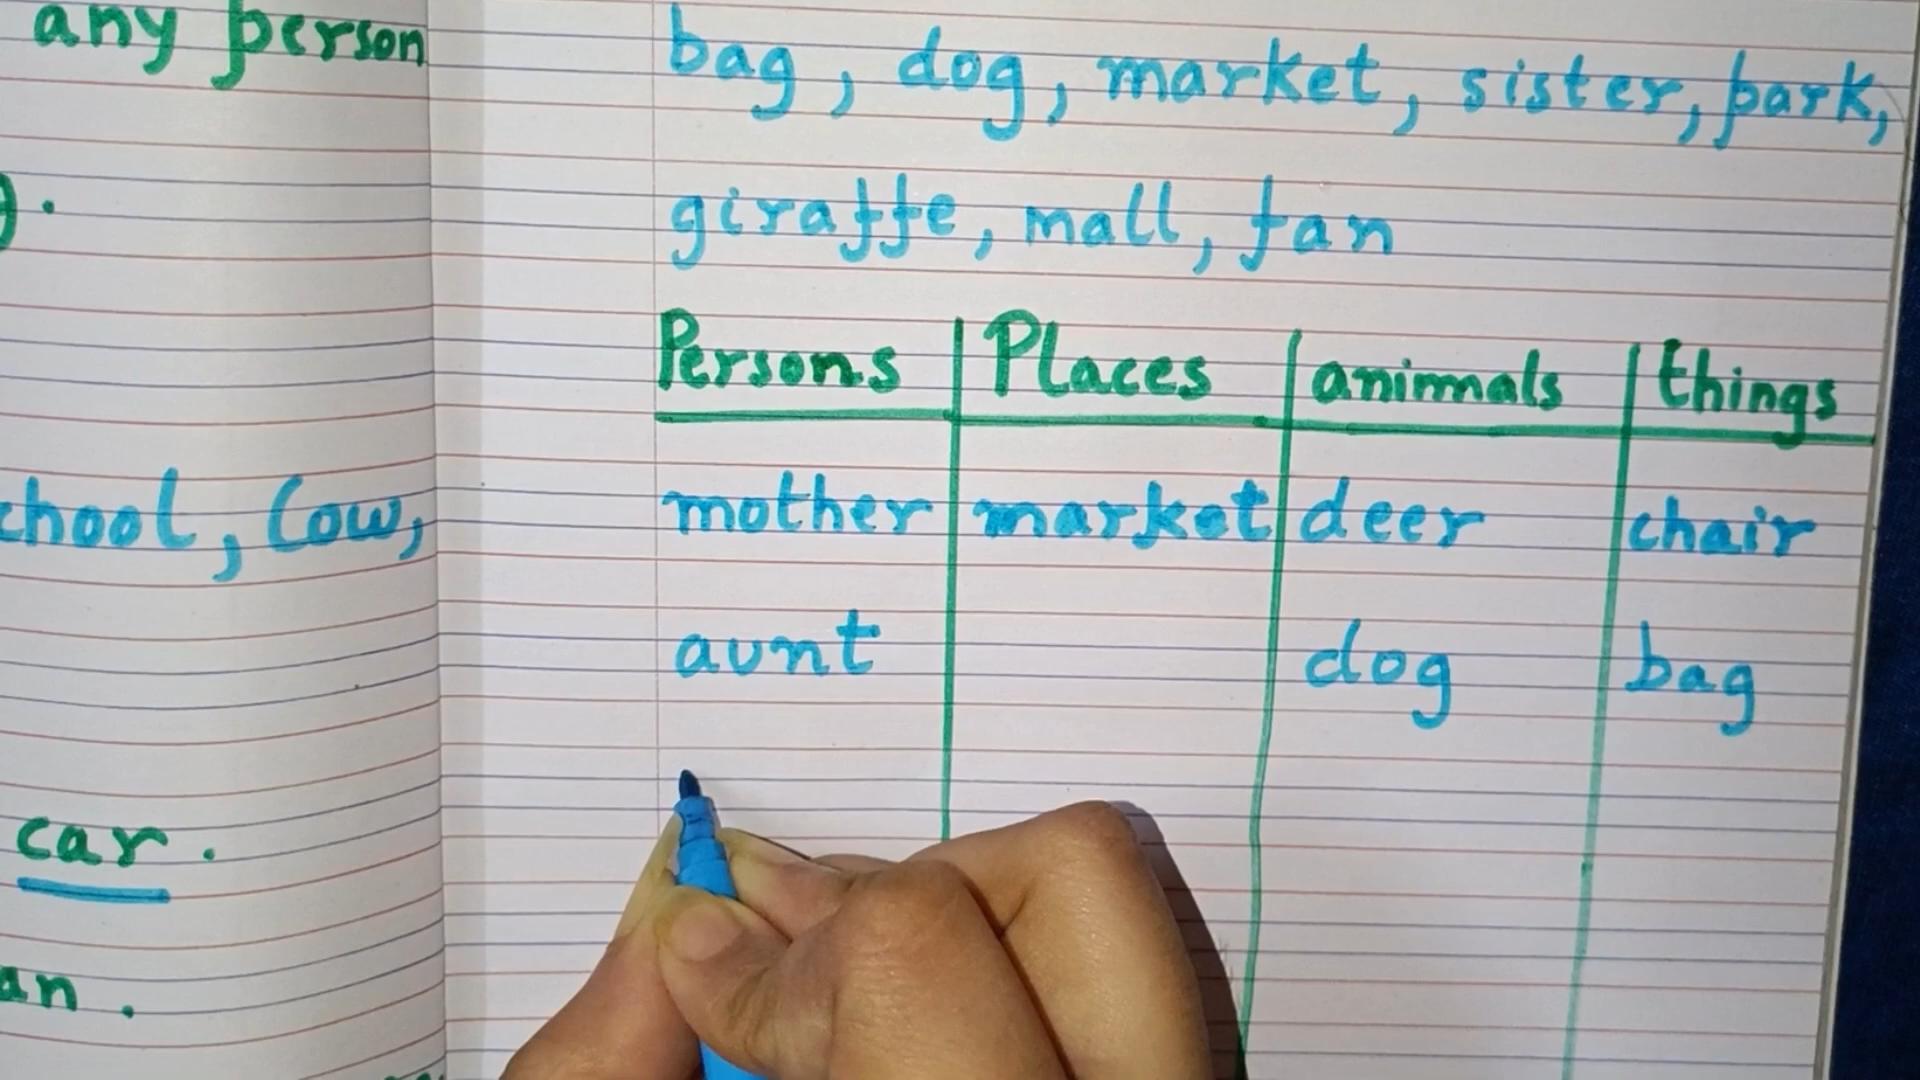 any person
.
chool, Cow,
car.
an.
bag, dog, market, sister, park,
giraffe, mall, fan
Persons Places animals things
mother market deer chair
aunt dog bag